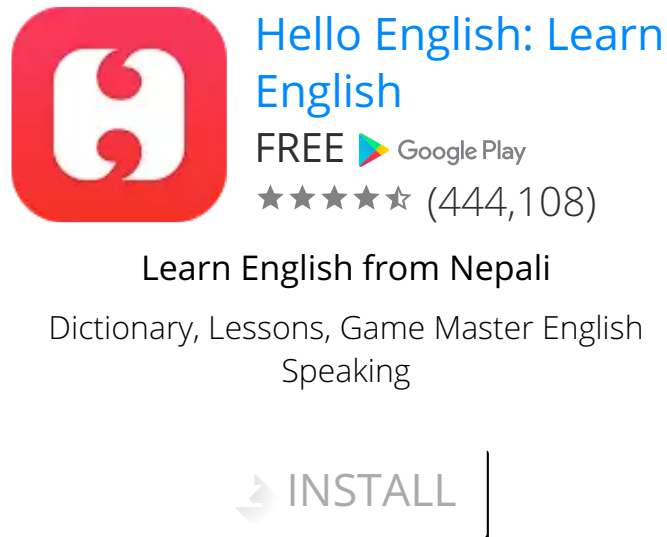 Hello English: Learn
English
FREE Google Play
(444,108)
Learn English from Nepali
Dictionary, Lessons, Game Master English
Speaking
INSTALL